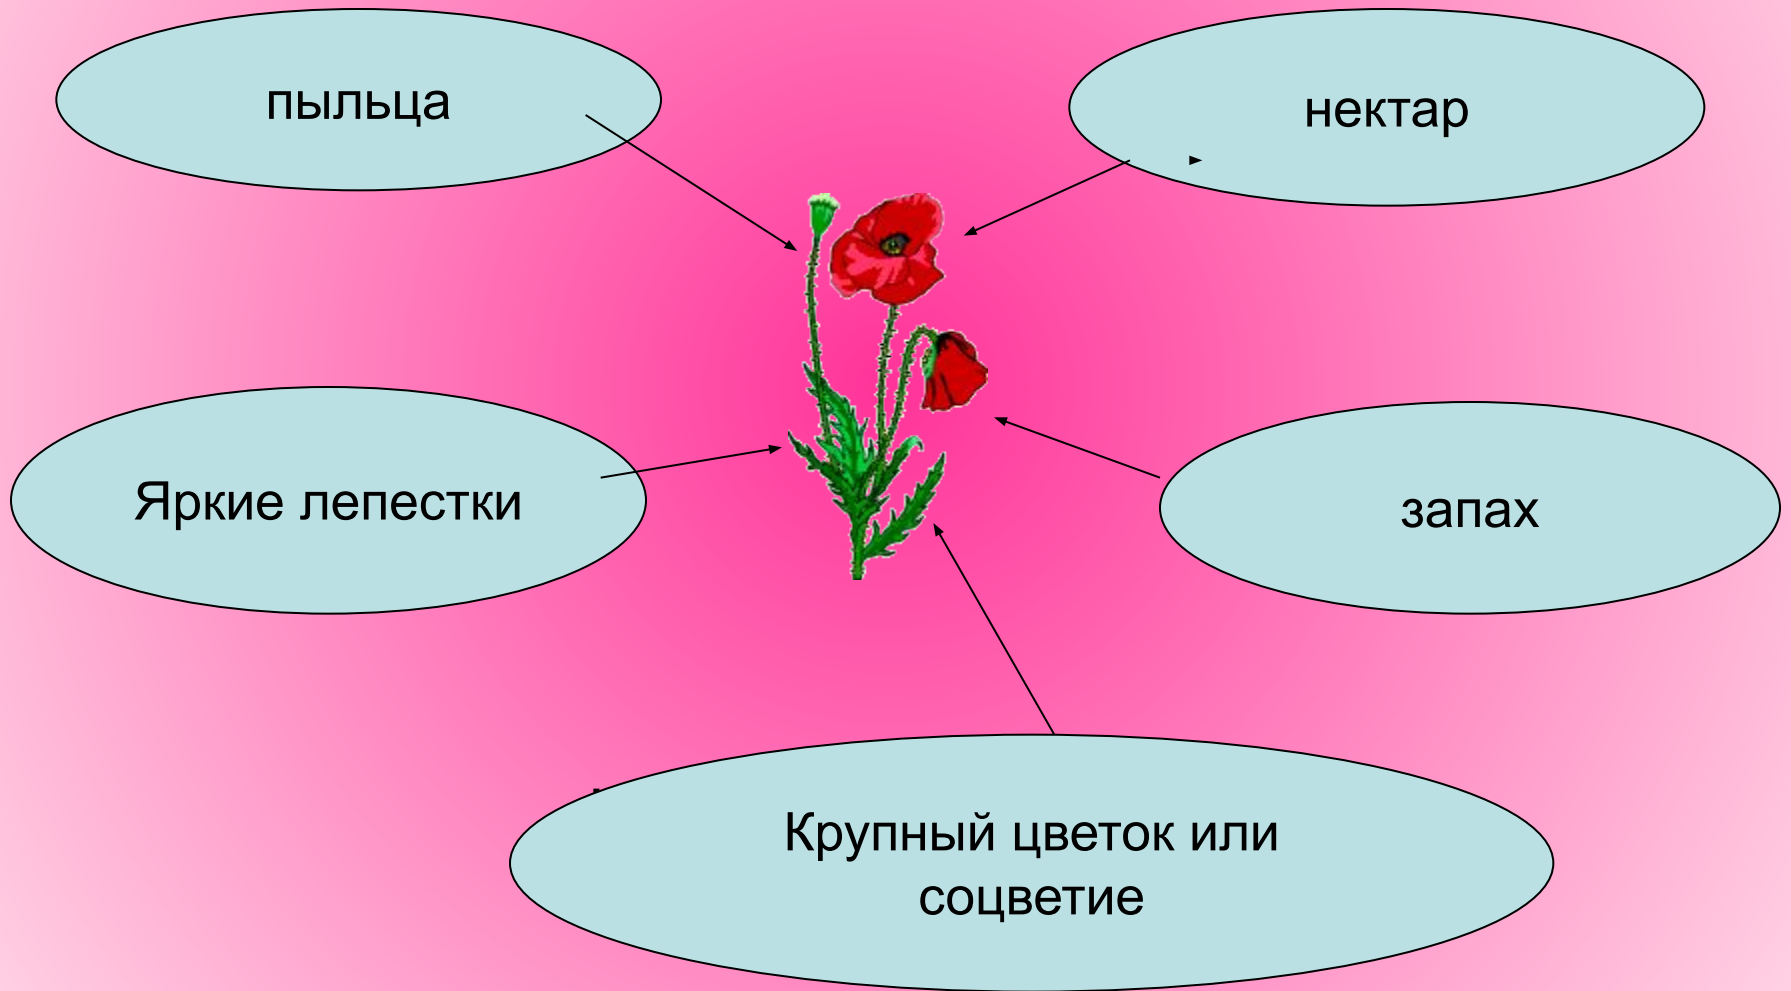 пыльца
нектар
Яркие лепестки
запах
Крупный цветок или
соцветие